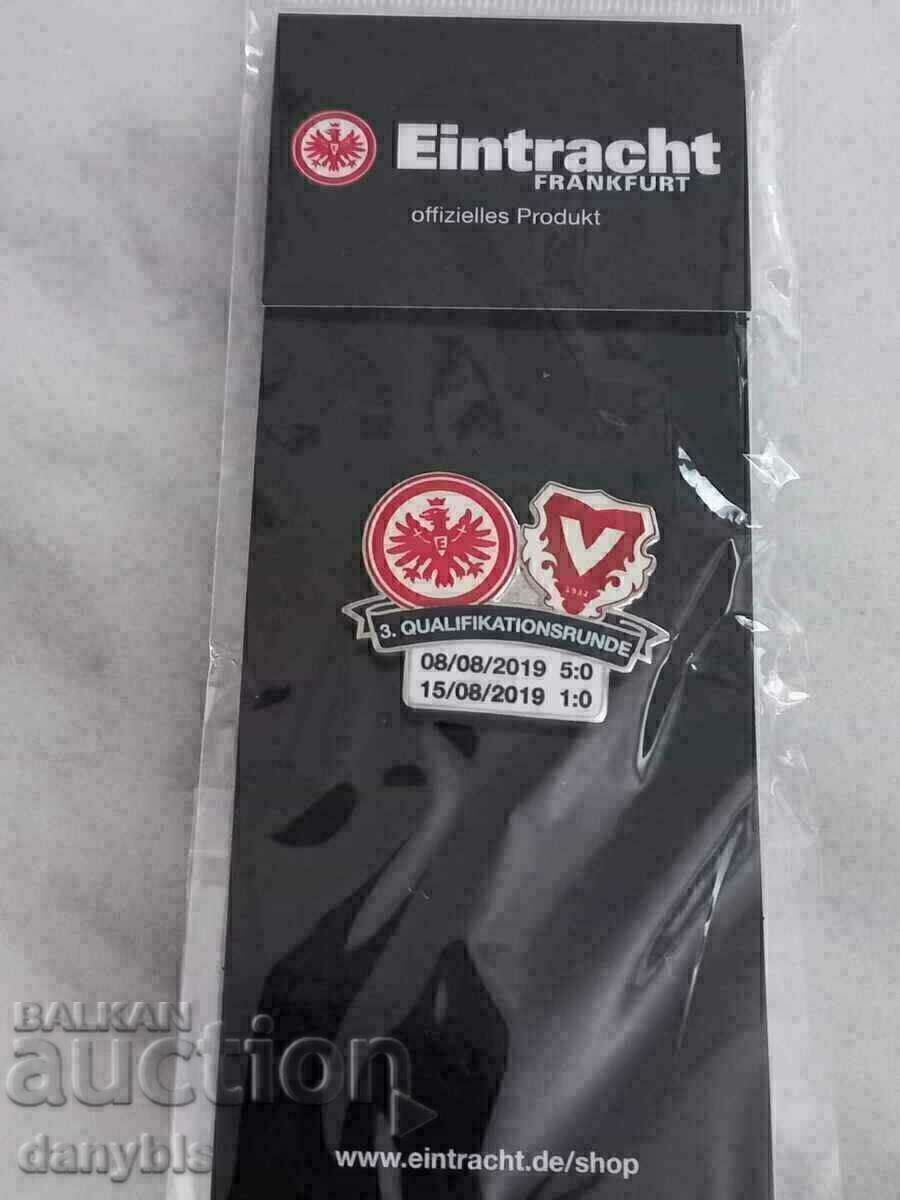 Eintracht
FRANKFURT
offizielles Produkt
E
V
1932
3. QUALIFIKATIONSRUNDE
08/08/2019 5:0
15/08/2019 1:0
BALKAN
auction
danybls
www.eintracht.de/shop